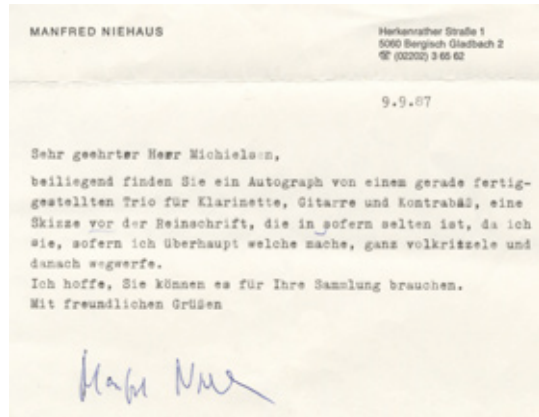 MANFRED NIEHAUS
Herkenrather Straße 1
5060 Bergisch Gladbach 2
☎ (02202) 3 65 62
9.9.87
Sehr geehrter Herr Michielsen,
beiliegend finden Sie ein Autograph von einem gerade fertig-
gestellten Trio für Klarinette, Gitarre und Kontrabaß, eine
Skizze vor der Reinschrift, die in sofern selten ist, da ich
sie, sofern ich überhaupt welche mache, ganz volkritzele und
danach wegwerfe.
Ich hoffe, Sie können es für Ihre Sammlung brauchen.
Mit freundlichen Grüßen